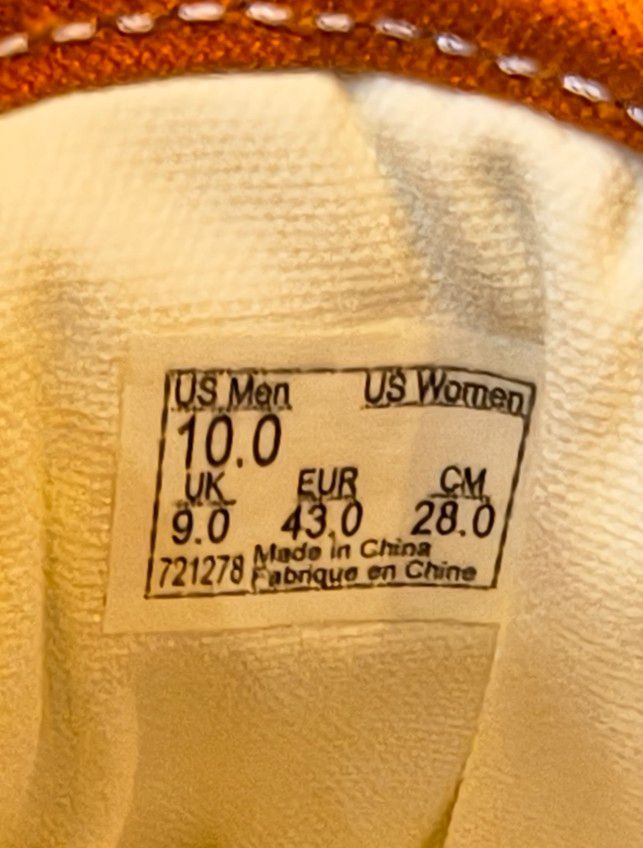 US Men US Women
10.0
UK EUR CM
9.0 43.0 28.0
721278 Made in China
Fabrique en Chine